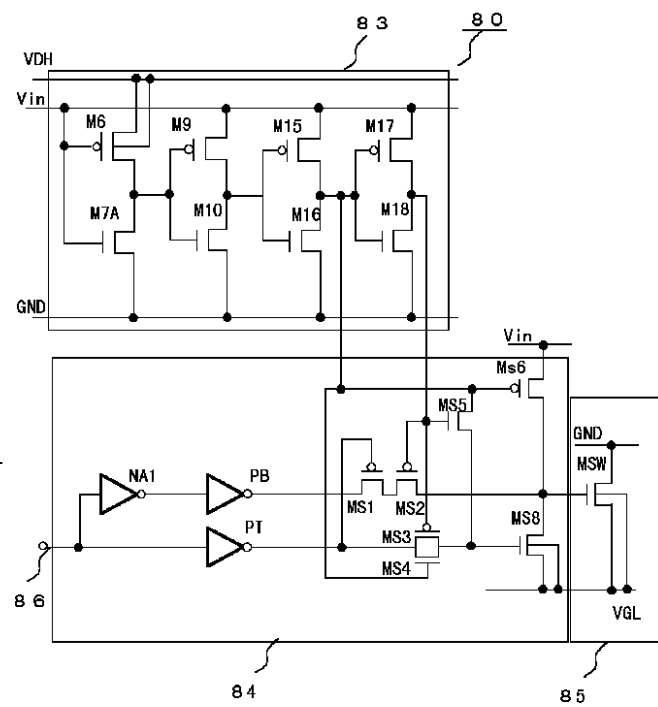 83
80
VDH
Vin
M6
M9
M15
M17
M7A
M10
M16
M18
GND
Vin
Ms6
MS5
GND
MSW
NA1
PB
MS1
MS2
PT
MS3
MS8
MS4
86
VGL
84
85